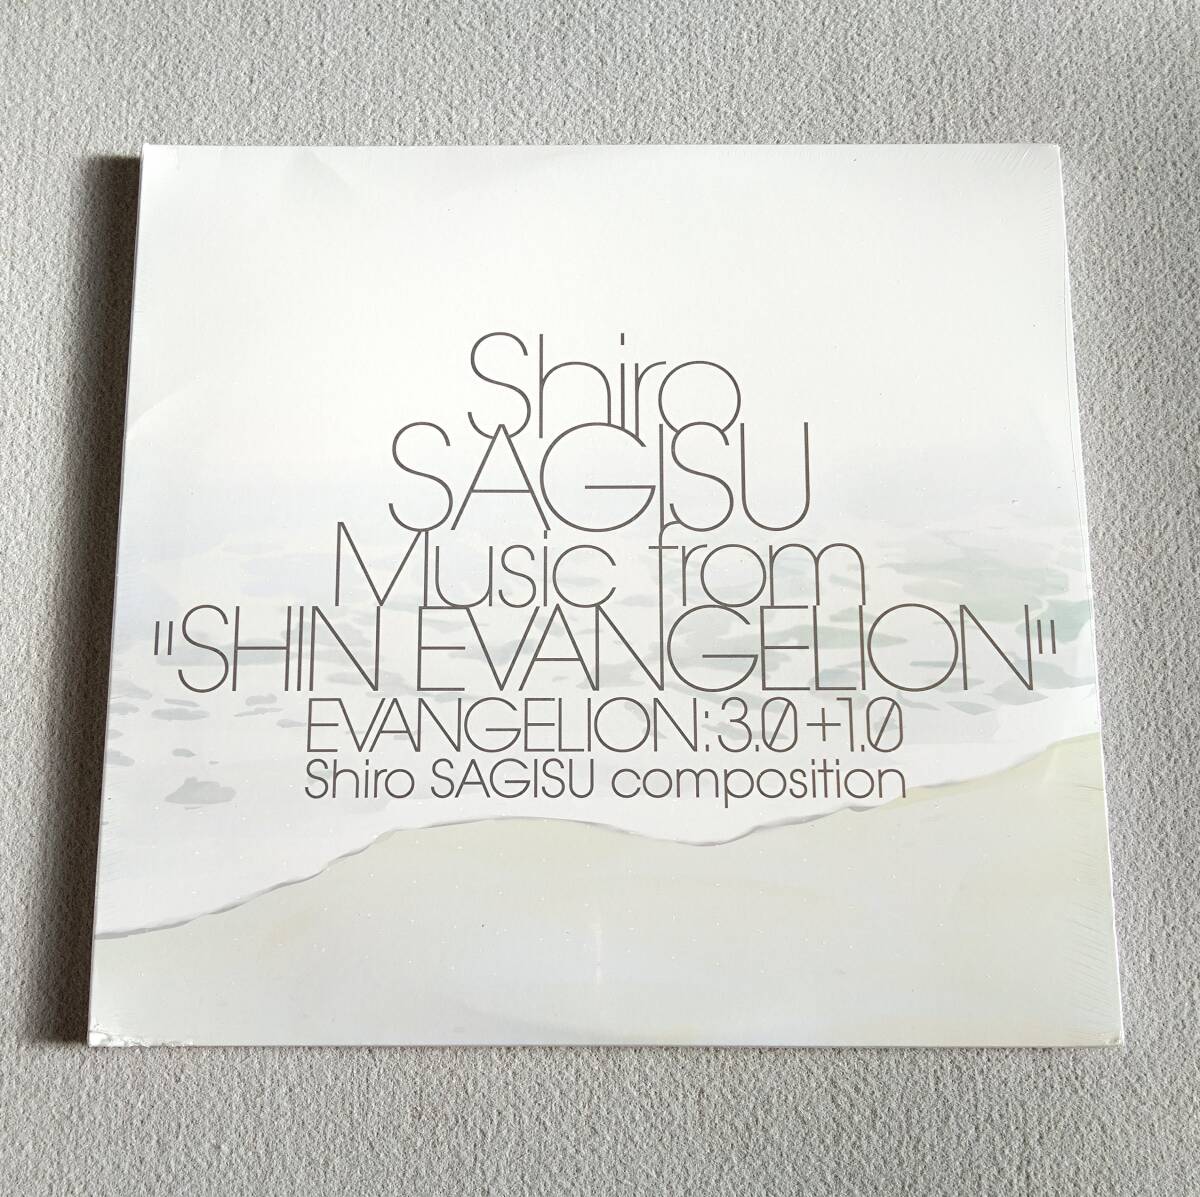 Shiro
SAGISU
Music from
"SHIN EVANGELION"
EVANGELION:3.0+1.0
Shiro SAGISU composition